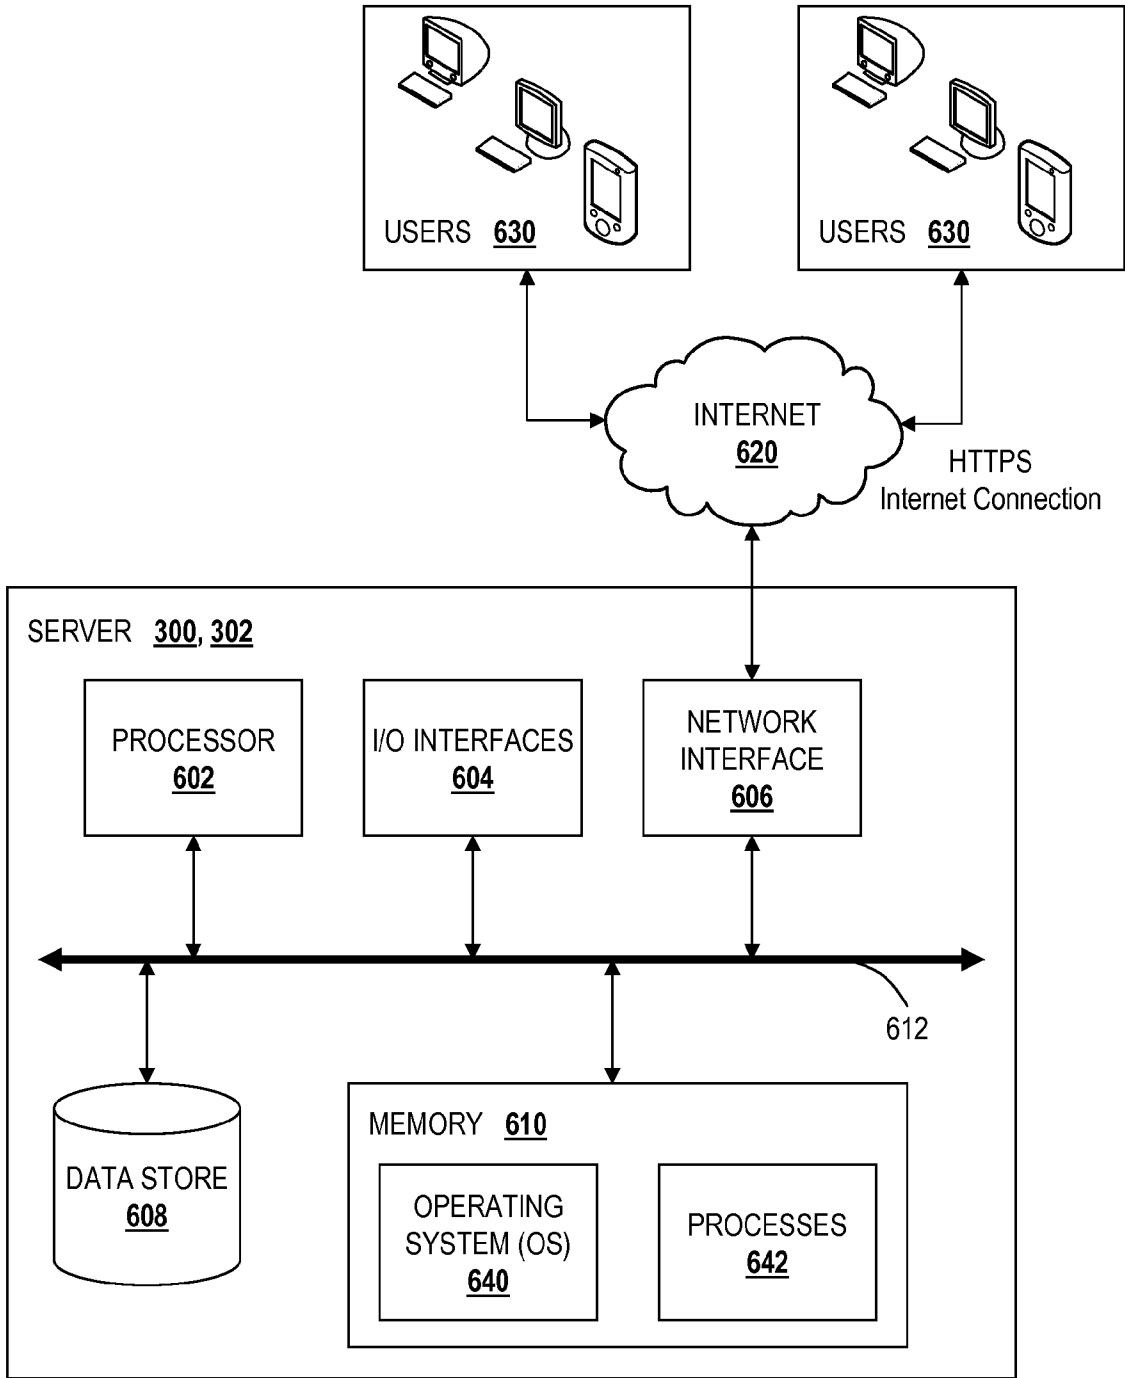 USERS 630
USERS 630
INTERNET
620
HTTPS
Internet Connection
SERVER 300, 302
PROCESSOR
602
I/O INTERFACES
604
NETWORK
INTERFACE
606
612
DATA STORE
608
MEMORY 610
OPERATING
SYSTEM (OS)
640
PROCESSES
642